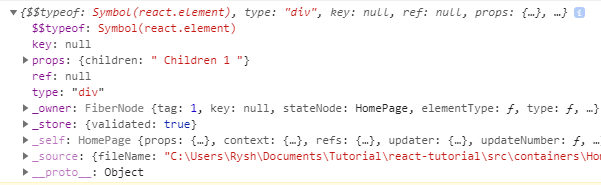 {$$typeof: Symbol(react.element), type: "div", key: null, ref: null, props: {…}, …} i
$$typeof: Symbol(react.element)
key: null
props: {children: " Children 1 "}
ref: null
type: "div"
_owner: FiberNode {tag: 1, key: null, stateNode: HomePage, elementType: ƒ, type: ƒ, …}
_store: {validated: true}
_self: HomePage {props: {…}, context: {…}, refs: {…}, updater: {…}, updateNumber: ƒ, …
_source: {fileName: "C:\Users\Rysh\Documents\Tutorial\react-tutorial\src\containers\Ho
__proto__: Object